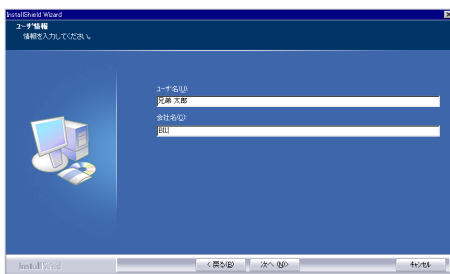 InstallShield Wizard
ユーザ情報
情報を入力してください。
ユーザ名(U):
兄弟 太郎
会社名(C):
BIL
InstallShield
< 戻る(B)
次へ(N)>
キャンセル